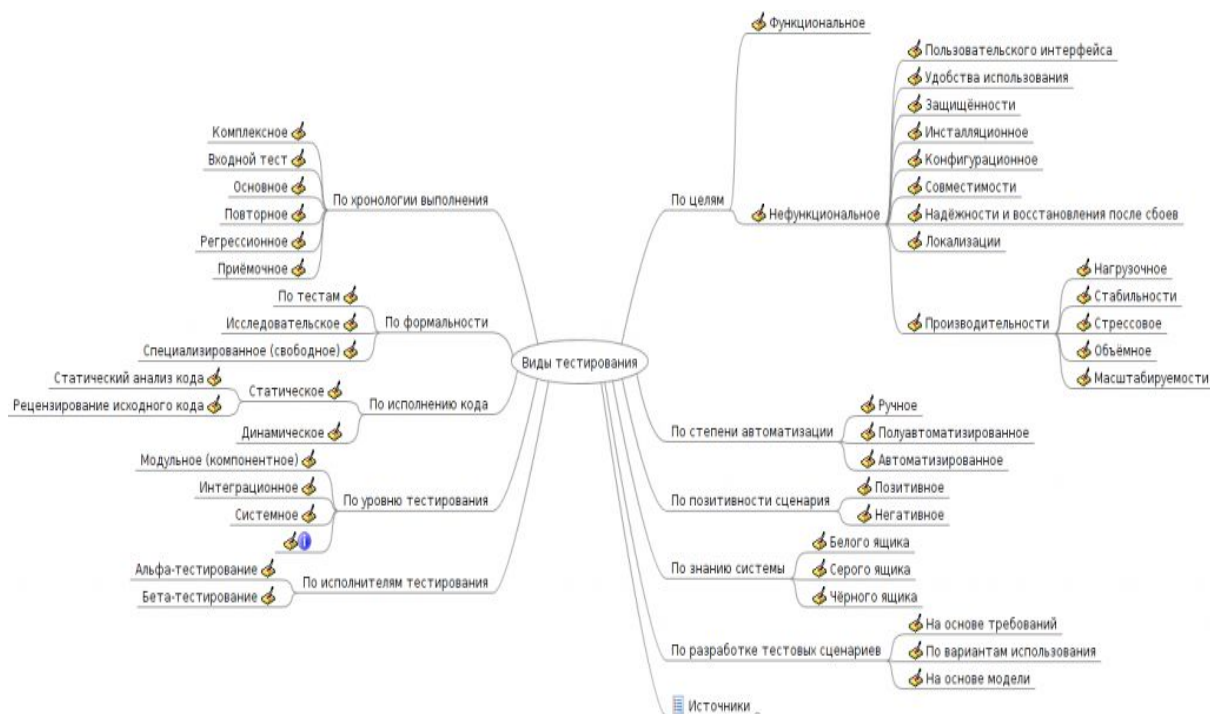 Виды тестирования
По хронологии выполнения
Комплексное
Входной тест
Основное
Повторное
Регрессионное
Приёмочное
По формальности
По тестам
Исследовательское
Специализированное (свободное)
По исполнению кода
Статическое
Статический анализ кода
Рецензирование исходного кода
Динамическое
По уровню тестирования
Модульное (компонентное)
Интеграционное
Системное
По исполнителям тестирования
Альфа-тестирование
Бета-тестирование
По целям
Функциональное
Нефункциональное
Пользовательского интерфейса
Удобства использования
Защищённости
Инсталляционное
Конфигурационное
Совместимости
Надёжности и восстановления после сбоев
Локализации
Производительности
Нагрузочное
Стабильности
Стрессовое
Объёмное
Масштабируемости
По степени автоматизации
Ручное
Полуавтоматизированное
Автоматизированное
По позитивности сценария
Позитивное
Негативное
По знанию системы
Белого ящика
Серого ящика
Чёрного ящика
По разработке тестовых сценариев
На основе требований
По вариантам использования
На основе модели
Источники